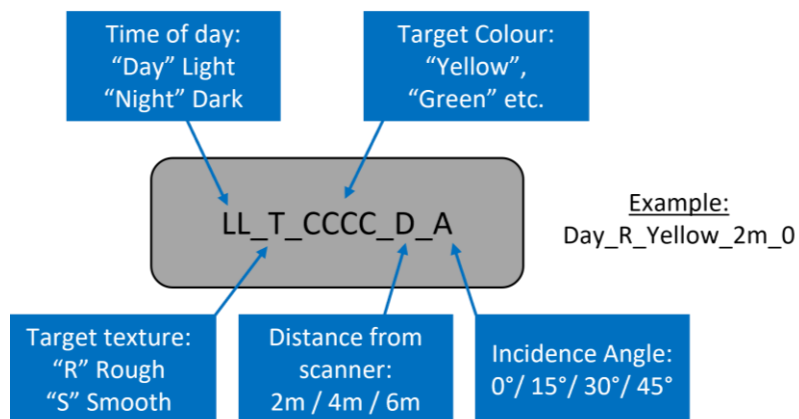 Time of day:
“Day” Light
“Night” Dark
Target Colour:
“Yellow”,
“Green” etc.
LL_T_CCCC_D_A
Example:
Day_R_Yellow_2m_0
Target texture:
“R” Rough
“S” Smooth
Distance from
scanner:
2m / 4m / 6m
Incidence Angle:
0°/ 15°/ 30°/ 45°